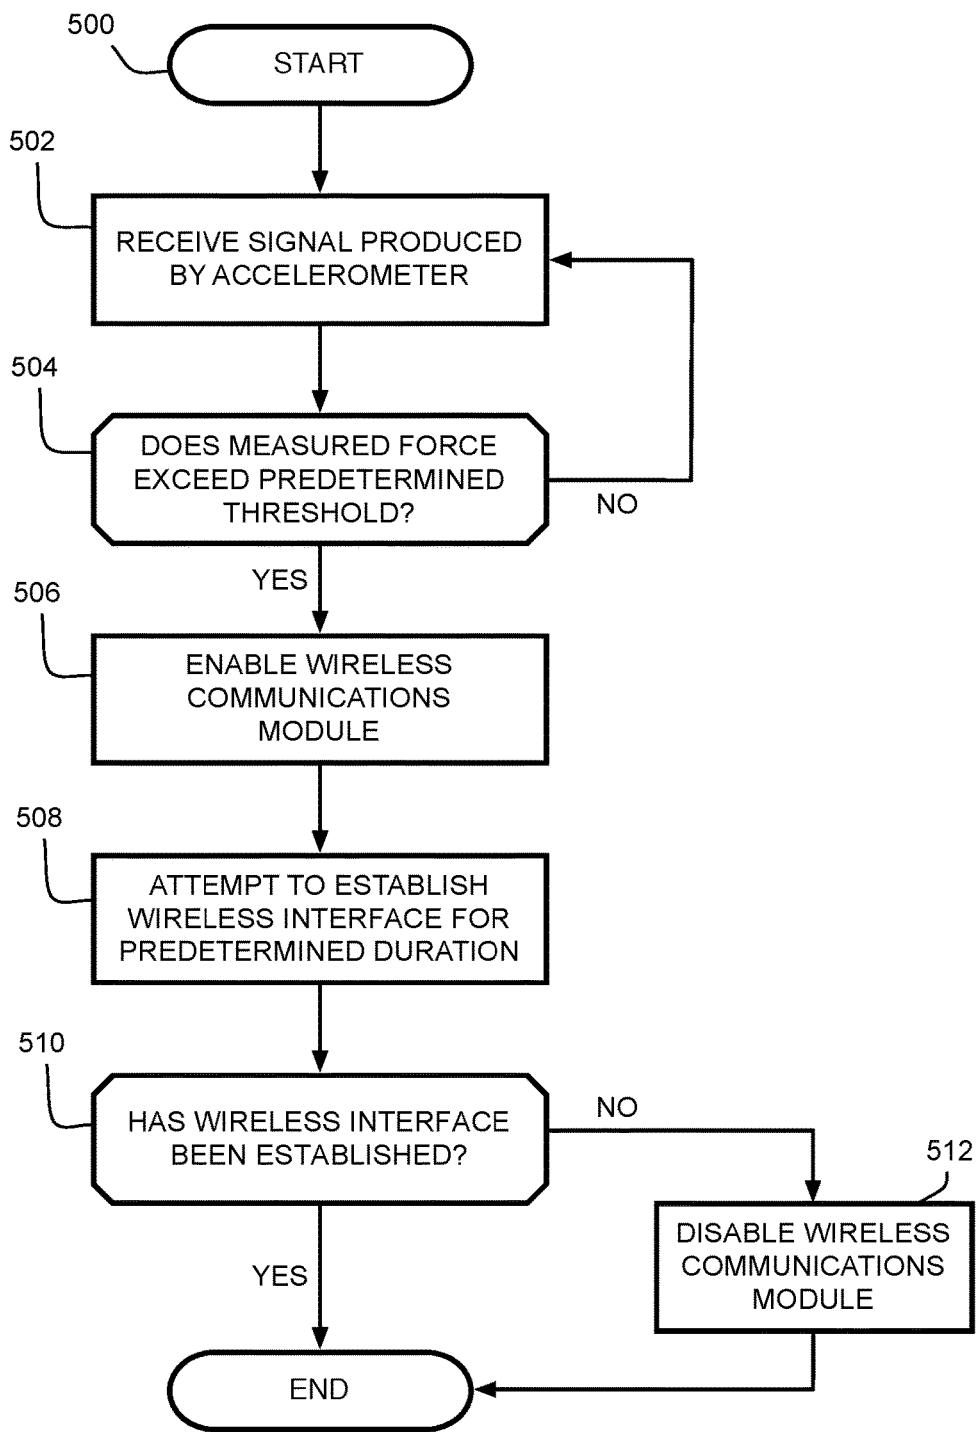 500
START
502
RECEIVE SIGNAL PRODUCED
BY ACCELEROMETER
504
DOES MEASURED FORCE
EXCEED PREDETERMINED
THRESHOLD?
NO
YES
506
ENABLE WIRELESS
COMMUNICATIONS
MODULE
508
ATTEMPT TO ESTABLISH
WIRELESS INTERFACE FOR
PREDETERMINED DURATION
510
HAS WIRELESS INTERFACE
BEEN ESTABLISHED?
NO
512
DISABLE WIRELESS
COMMUNICATIONS
MODULE
YES
END